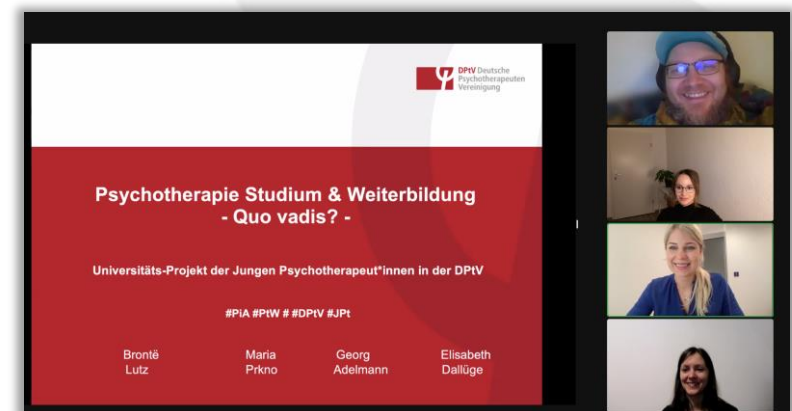 DPtV Deutsche
Psychotherapeuten
Vereinigung
Psychotherapie Studium & Weiterbildung
- Quo vadis? -
Universitäts-Projekt der Jungen Psychotherapeut*innen in der DPtV
#PiA #PtW # #DPtV #JPt
Brontë Maria Georg Elisabeth
Lutz Prkno Adelmann Dallüge